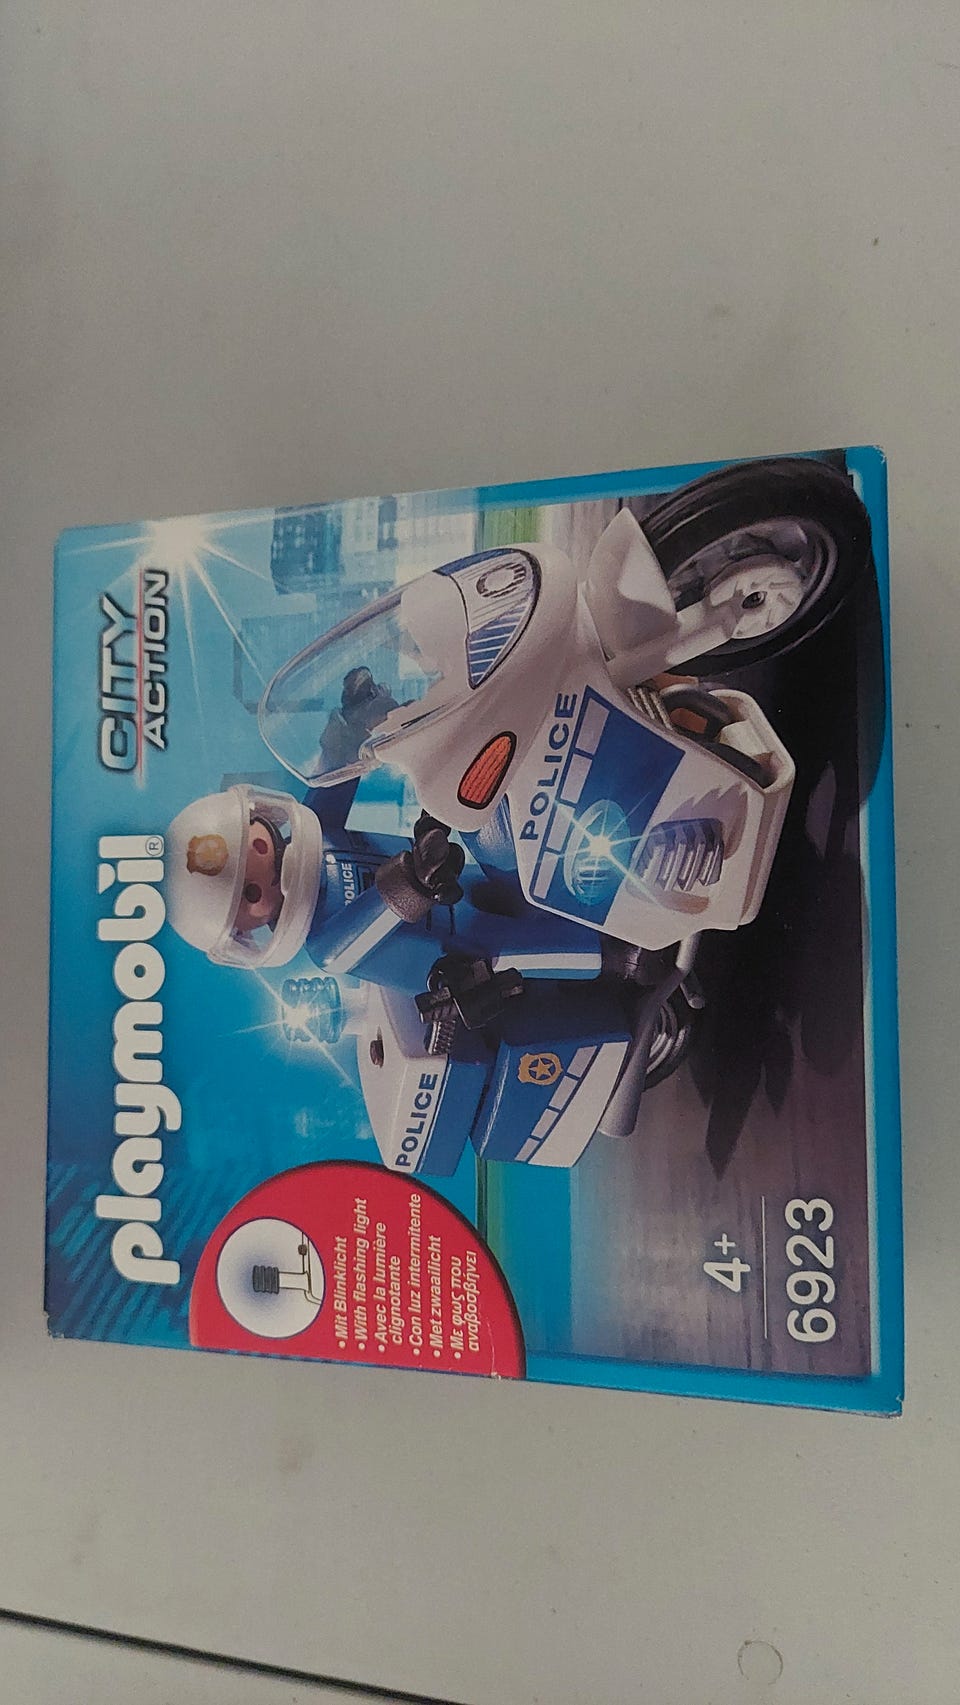 playmobil®
CITY
ACTION
• Mit Blinklicht
• With flashing light
• Avec la lumière
clignotante
• Con luz intermitente
• Met zwaailicht
• Με φως που
αναβοσβήνει
POLICE
POLICE
POLICE
4+
6923